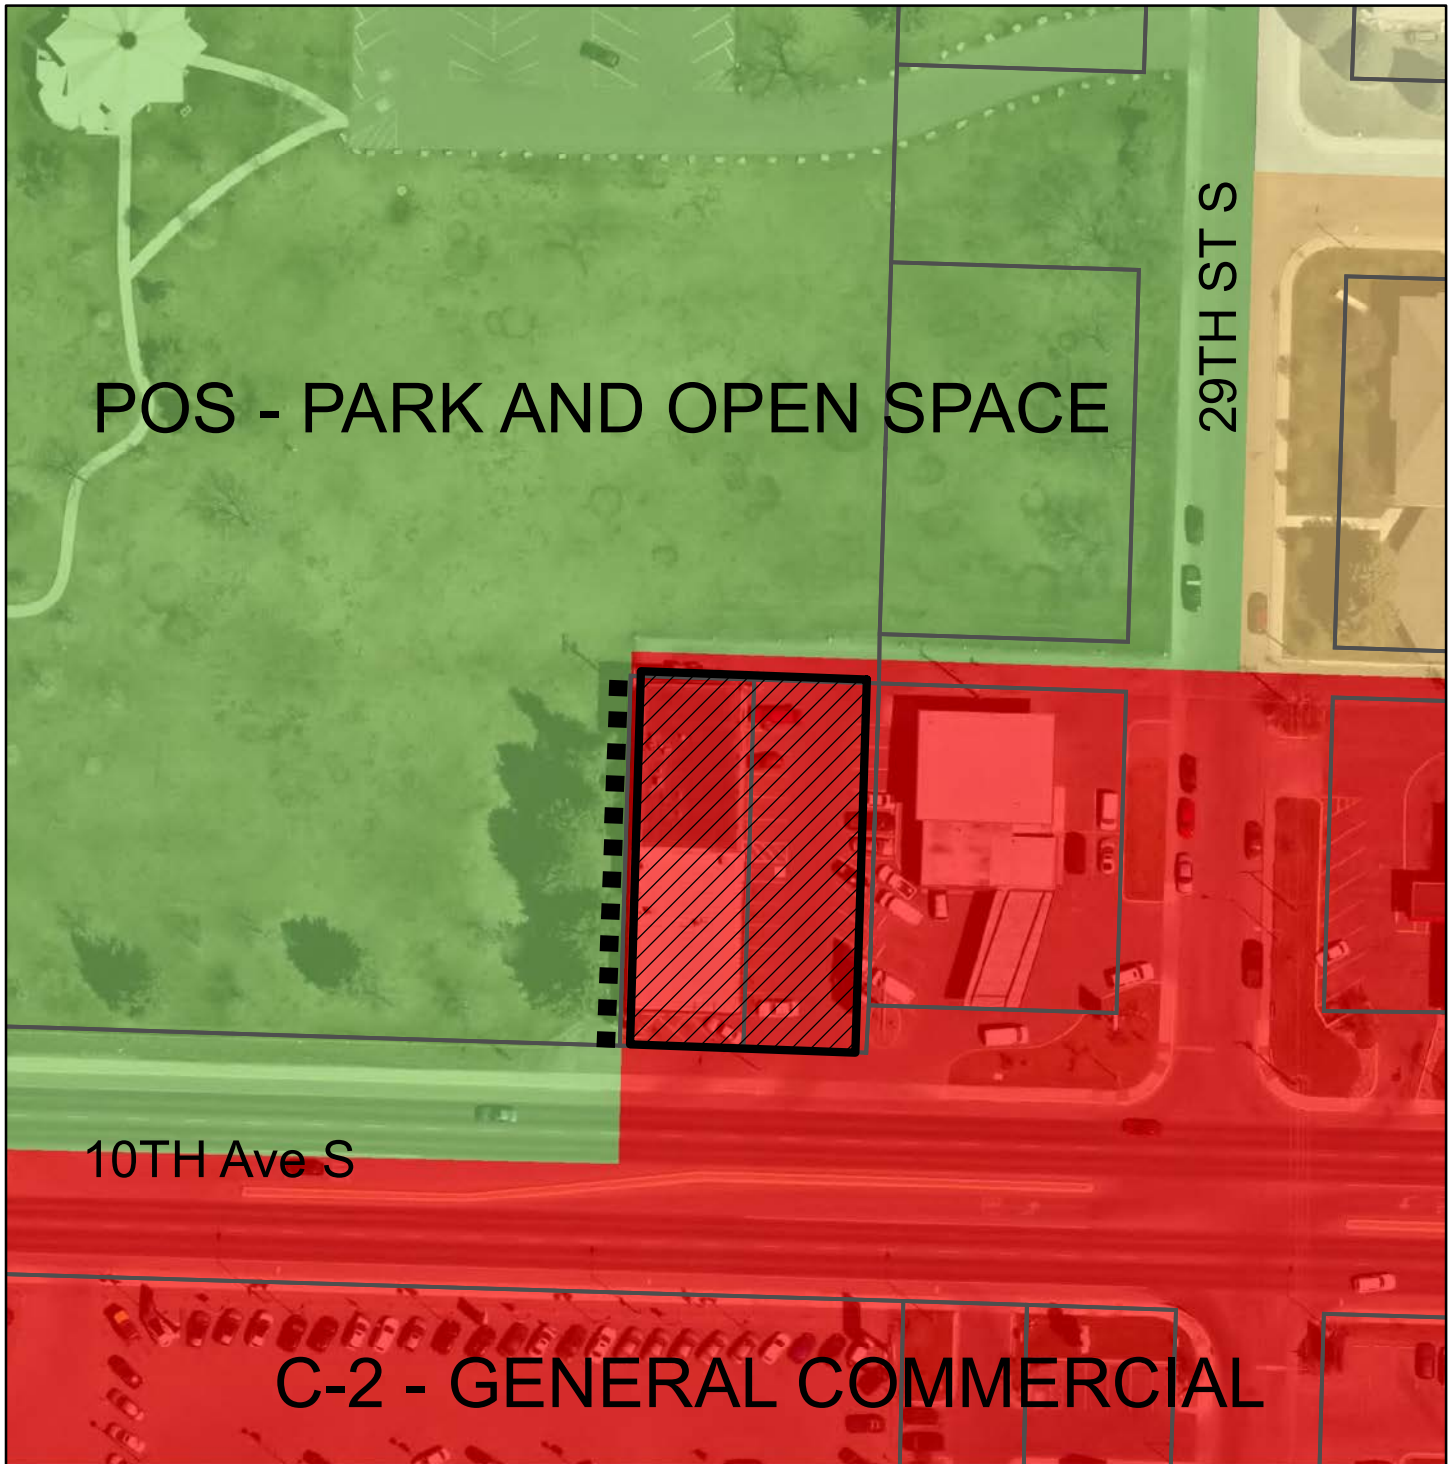 29TH ST S
POS - PARK AND OPEN SPACE
10TH Ave S
C-2 - GENERAL COMMERCIAL